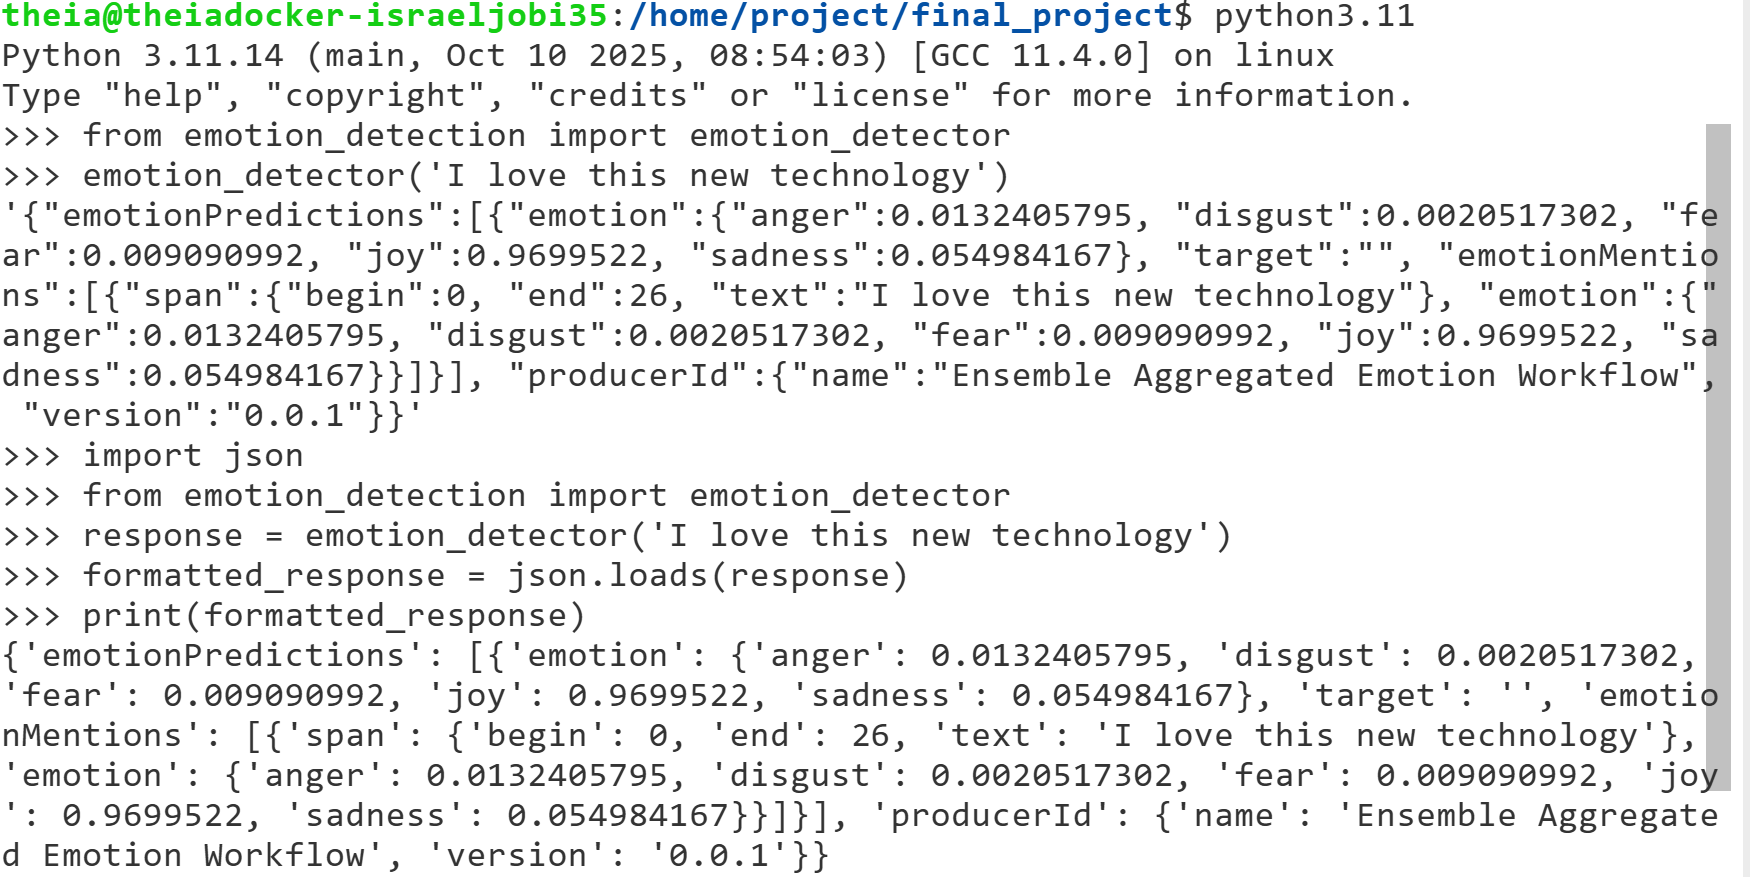 theia@theiadocker-israeljobi35:/home/project/final_project$ python3.11
Python 3.11.14 (main, Oct 10 2025, 08:54:03) [GCC 11.4.0] on linux
Type "help", "copyright", "credits" or "license" for more information.
>>> from emotion_detection import emotion_detector
>>> emotion_detector('I love this new technology')
'{"emotionPredictions":[{"emotion":{"anger":0.0132405795, "disgust":0.0020517302, "fe
ar":0.009090992, "joy":0.9699522, "sadness":0.054984167}, "target":"", "emotionMentio
ns":[{"span":{"begin":0, "end":26, "text":"I love this new technology"}, "emotion":{"
anger":0.0132405795, "disgust":0.0020517302, "fear":0.009090992, "joy":0.9699522, "sa
dness":0.054984167}}]}], "producerId":{"name":"Ensemble Aggregated Emotion Workflow",
 "version":"0.0.1"}}'
>>> import json
>>> from emotion_detection import emotion_detector
>>> response = emotion_detector('I love this new technology')
>>> formatted_response = json.loads(response)
>>> print(formatted_response)
{'emotionPredictions': [{'emotion': {'anger': 0.0132405795, 'disgust': 0.0020517302,
'fear': 0.009090992, 'joy': 0.9699522, 'sadness': 0.054984167}, 'target': '', 'emotio
nMentions': [{'span': {'begin': 0, 'end': 26, 'text': 'I love this new technology'},
'emotion': {'anger': 0.0132405795, 'disgust': 0.0020517302, 'fear': 0.009090992, 'joy
': 0.9699522, 'sadness': 0.054984167}}]}], 'producerId': {'name': 'Ensemble Aggregate
d Emotion Workflow', 'version': '0.0.1'}}